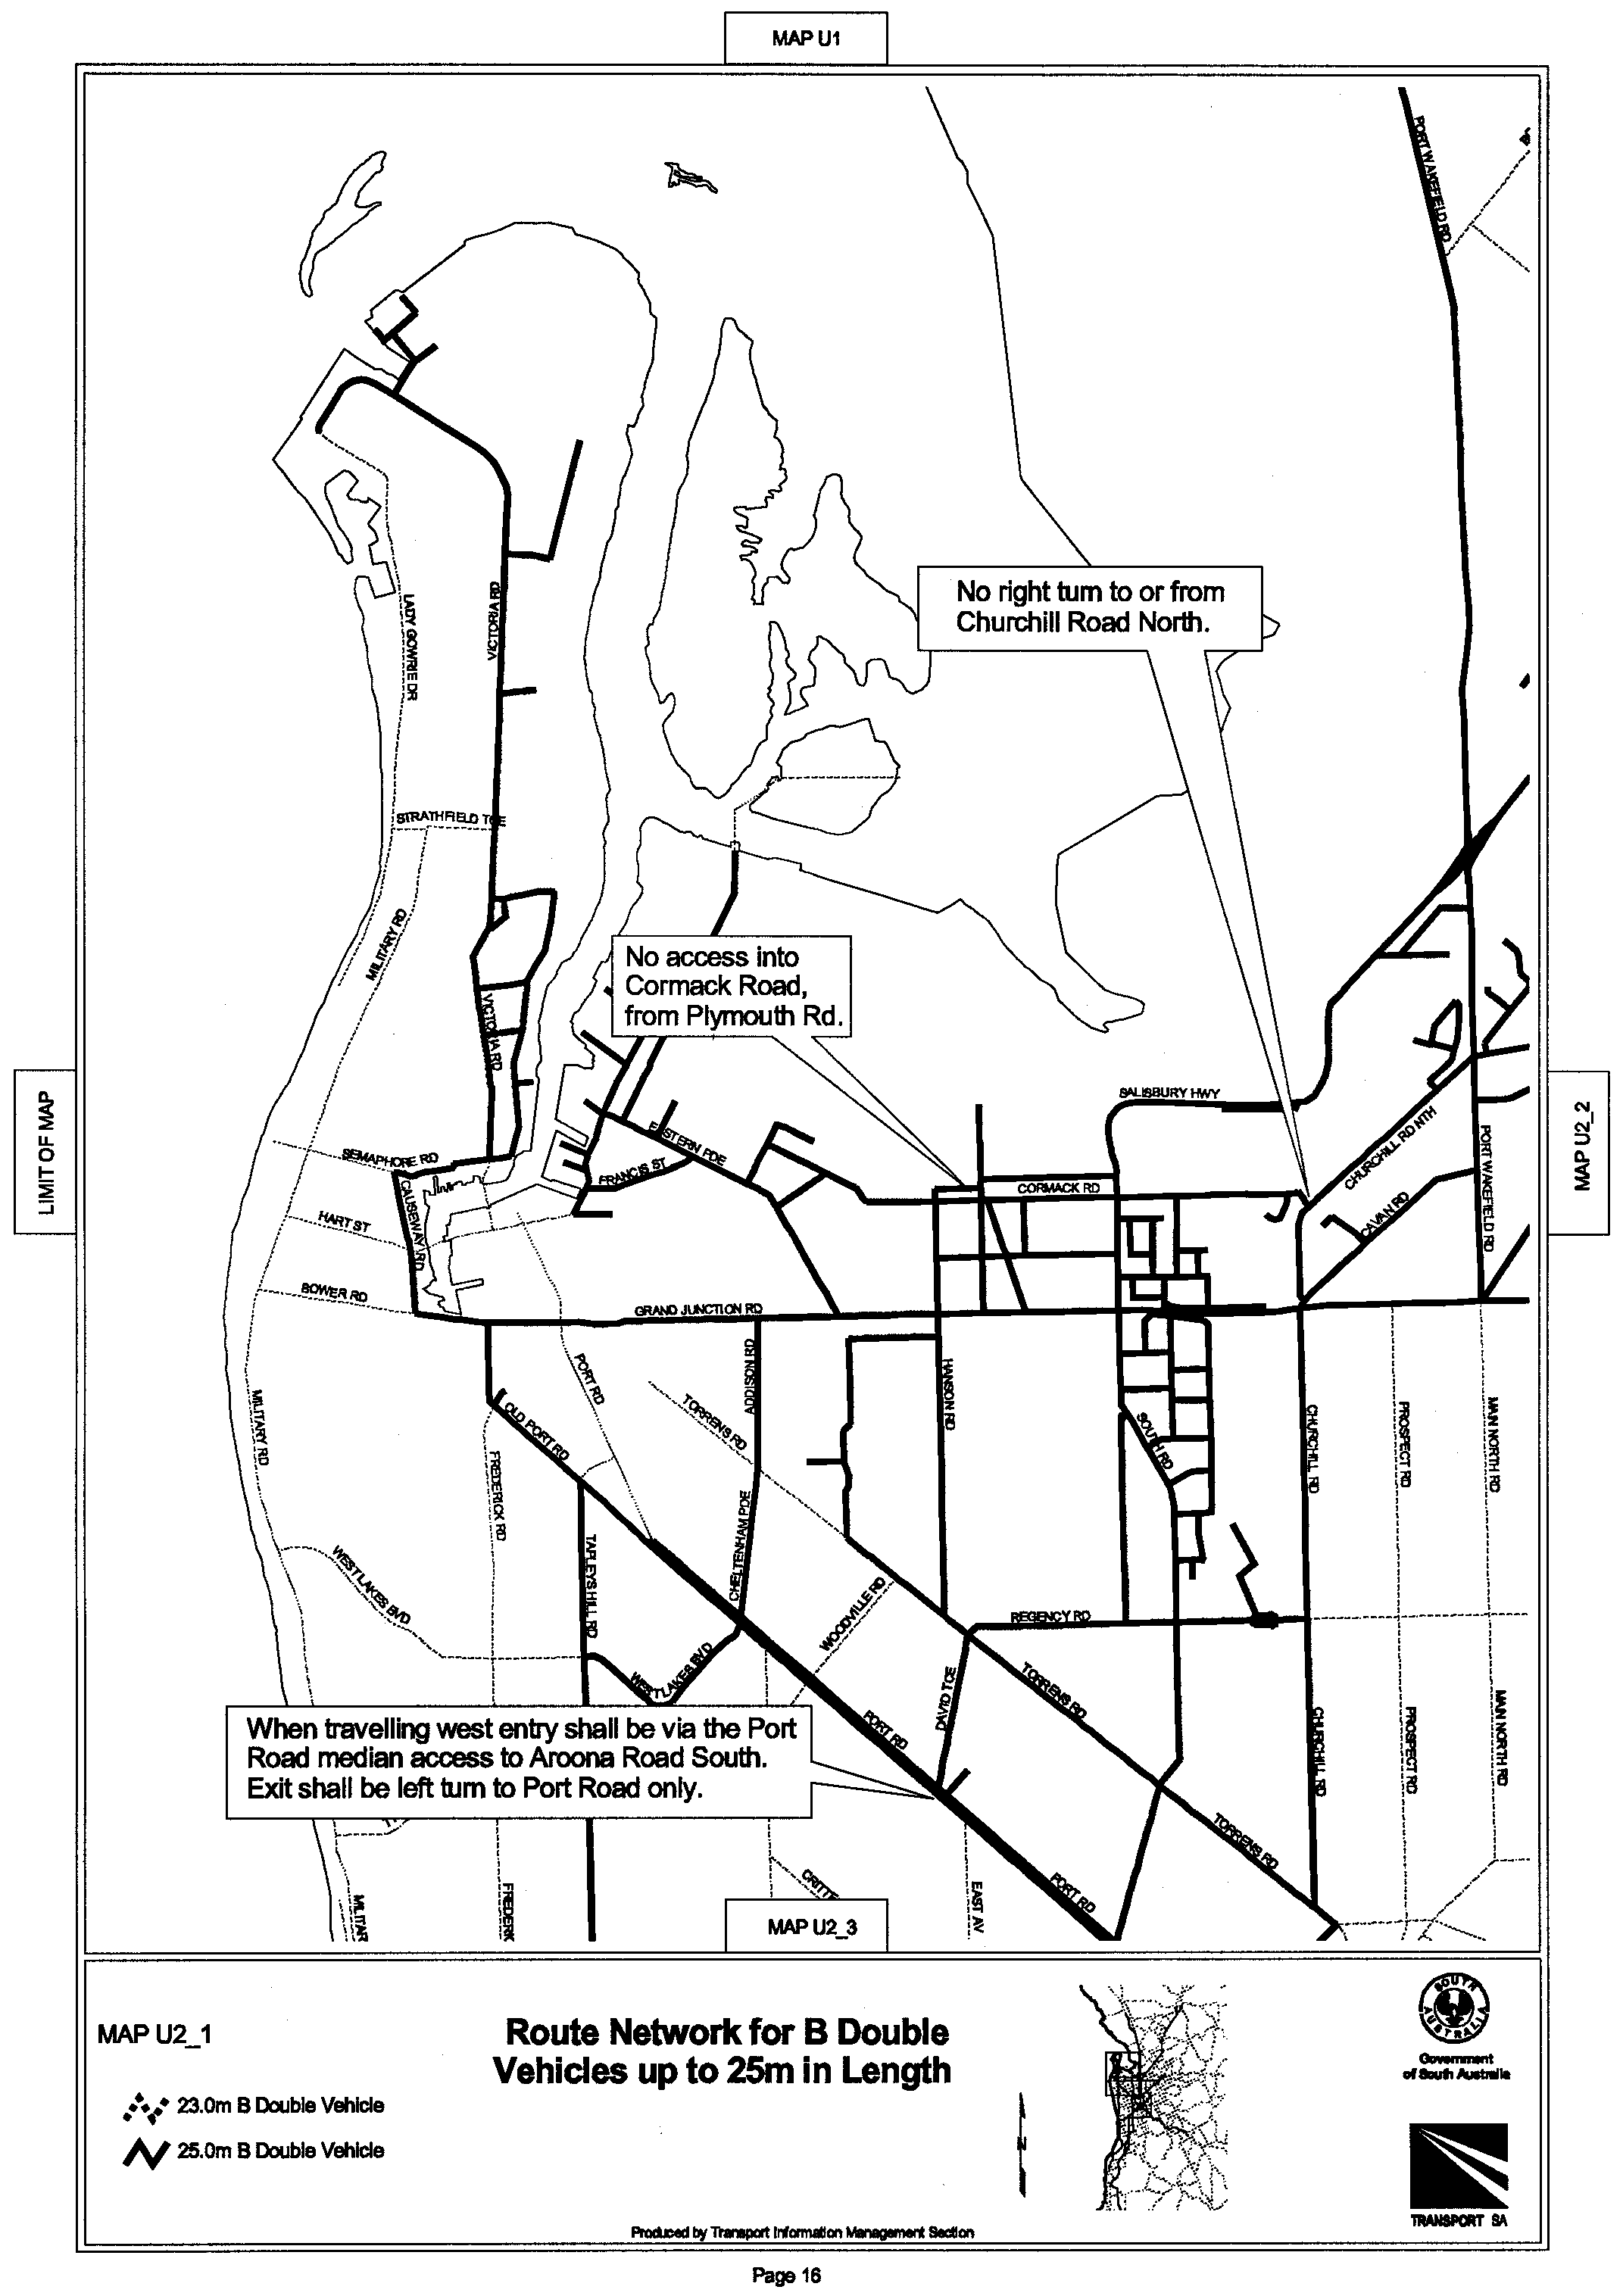 MAP U1
PORT WAKEFIELD RD
No right turn to or from
Churchill Road North.
LADY GOWRIE DR
VICTORIA RD
STRATHFIELD TCE
MILITARY RD
No access into
Cormack Road,
from Plymouth Rd.
VICTORIA RD
SALISBURY HWY
LIMIT OF MAP
MAP U2_2
SEMAPHORE RD
EASTERN PDE
FRANCIS ST
CORMACK RD
CHURCHILL RD NTH
PORT WAKEFIELD RD
CAVAN RD
CAUSEWAY RD
HART ST
BOWER RD
GRAND JUNCTION RD
MILITARY RD
PORT RD
ADDISON RD
TORRENS RD
HANSON RD
OLD PORT RD
SOUTH RD
CHURCHILL RD
PROSPECT RD
MAIN NORTH RD
FREDERICK RD
WEST LAKES BVD
TAPLEYS HILL RD
CHELTENHAM PDE
WOODVILLE RD
REGENCY RD
WEST LAKES BVD
DAVID TCE
TORRENS RD
PORT RD
CHURCHILL RD
PROSPECT RD
MAIN NORTH RD
When travelling west entry shall be via the Port
Road median access to Aroona Road South.
Exit shall be left turn to Port Road only.
TORRENS RD
PORT RD
MILITAR
FREDERK
CRITTE
EAST AV
MAP U2_3
MAP U2_1
Route Network for B Double
Vehicles up to 25m in Length
23.0m B Double Vehicle
25.0m B Double Vehicle
N
SOUTH
AUSTRALIA
Government
of South Australia
TRANSPORT SA
Produced by Transport Information Management Section
Page 16